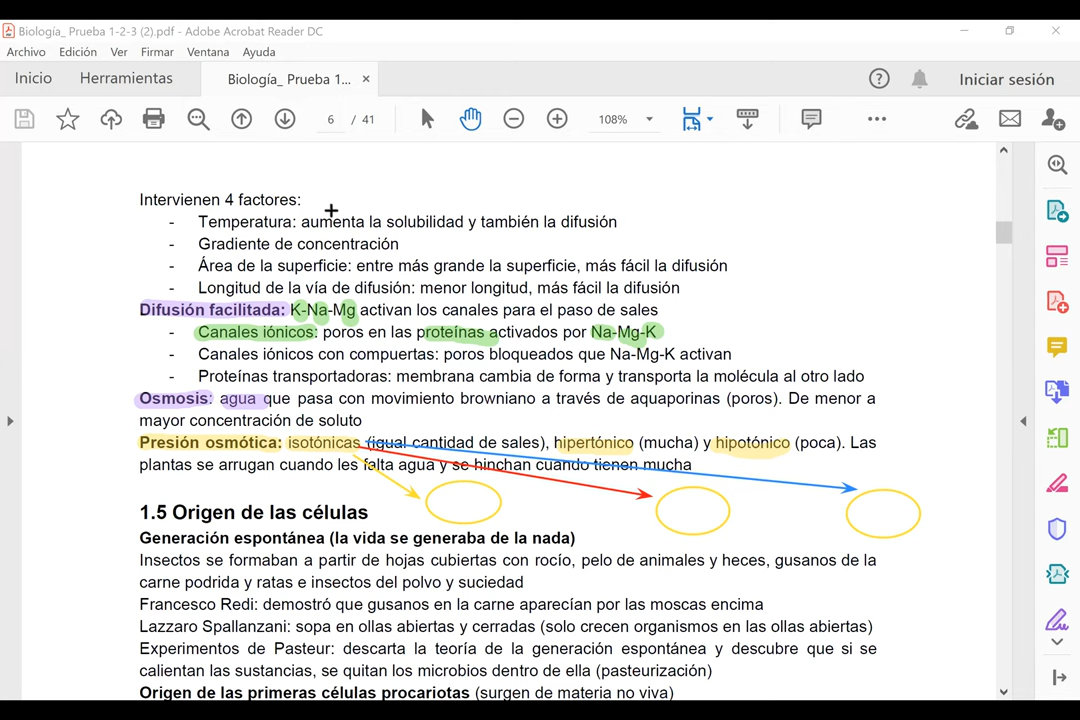 Biología_ Prueba 1-2-3 (2).pdf - Adobe Acrobat Reader DC
Archivo Edición Ver Firmar Ventana Ayuda
Inicio Herramientas Biología_ Prueba 1... × Iniciar sesión
6 / 41 108%
Intervienen 4 factores:
- Temperatura: aumenta la solubilidad y también la difusión
- Gradiente de concentración
- Área de la superficie: entre más grande la superficie, más fácil la difusión
- Longitud de la vía de difusión: menor longitud, más fácil la difusión
Difusión facilitada: K-Na-Mg activan los canales para el paso de sales
- Canales iónicos: poros en las proteínas activados por Na-Mg-K
- Canales iónicos con compuertas: poros bloqueados que Na-Mg-K activan
- Proteínas transportadoras: membrana cambia de forma y transporta la molécula al otro lado
Osmosis: agua que pasa con movimiento browniano a través de aquaporinas (poros). De menor a
mayor concentración de soluto
Presión osmótica: isotónicas (igual cantidad de sales), hipertónico (mucha) y hipotónico (poca). Las
plantas se arrugan cuando les falta agua y se hinchan cuando tienen mucha
1.5 Origen de las células
Generación espontánea (la vida se generaba de la nada)
Insectos se formaban a partir de hojas cubiertas con rocío, pelo de animales y heces, gusanos de la
carne podrida y ratas e insectos del polvo y suciedad
Francesco Redi: demostró que gusanos en la carne aparecían por las moscas encima
Lazzaro Spallanzani: sopa en ollas abiertas y cerradas (solo crecen organismos en las ollas abiertas)
Experimentos de Pasteur: descarta la teoría de la generación espontánea y descubre que si se
calientan las sustancias, se quitan los microbios dentro de ella (pasteurización)
Origen de las primeras células procariotas (surgen de materia no viva)